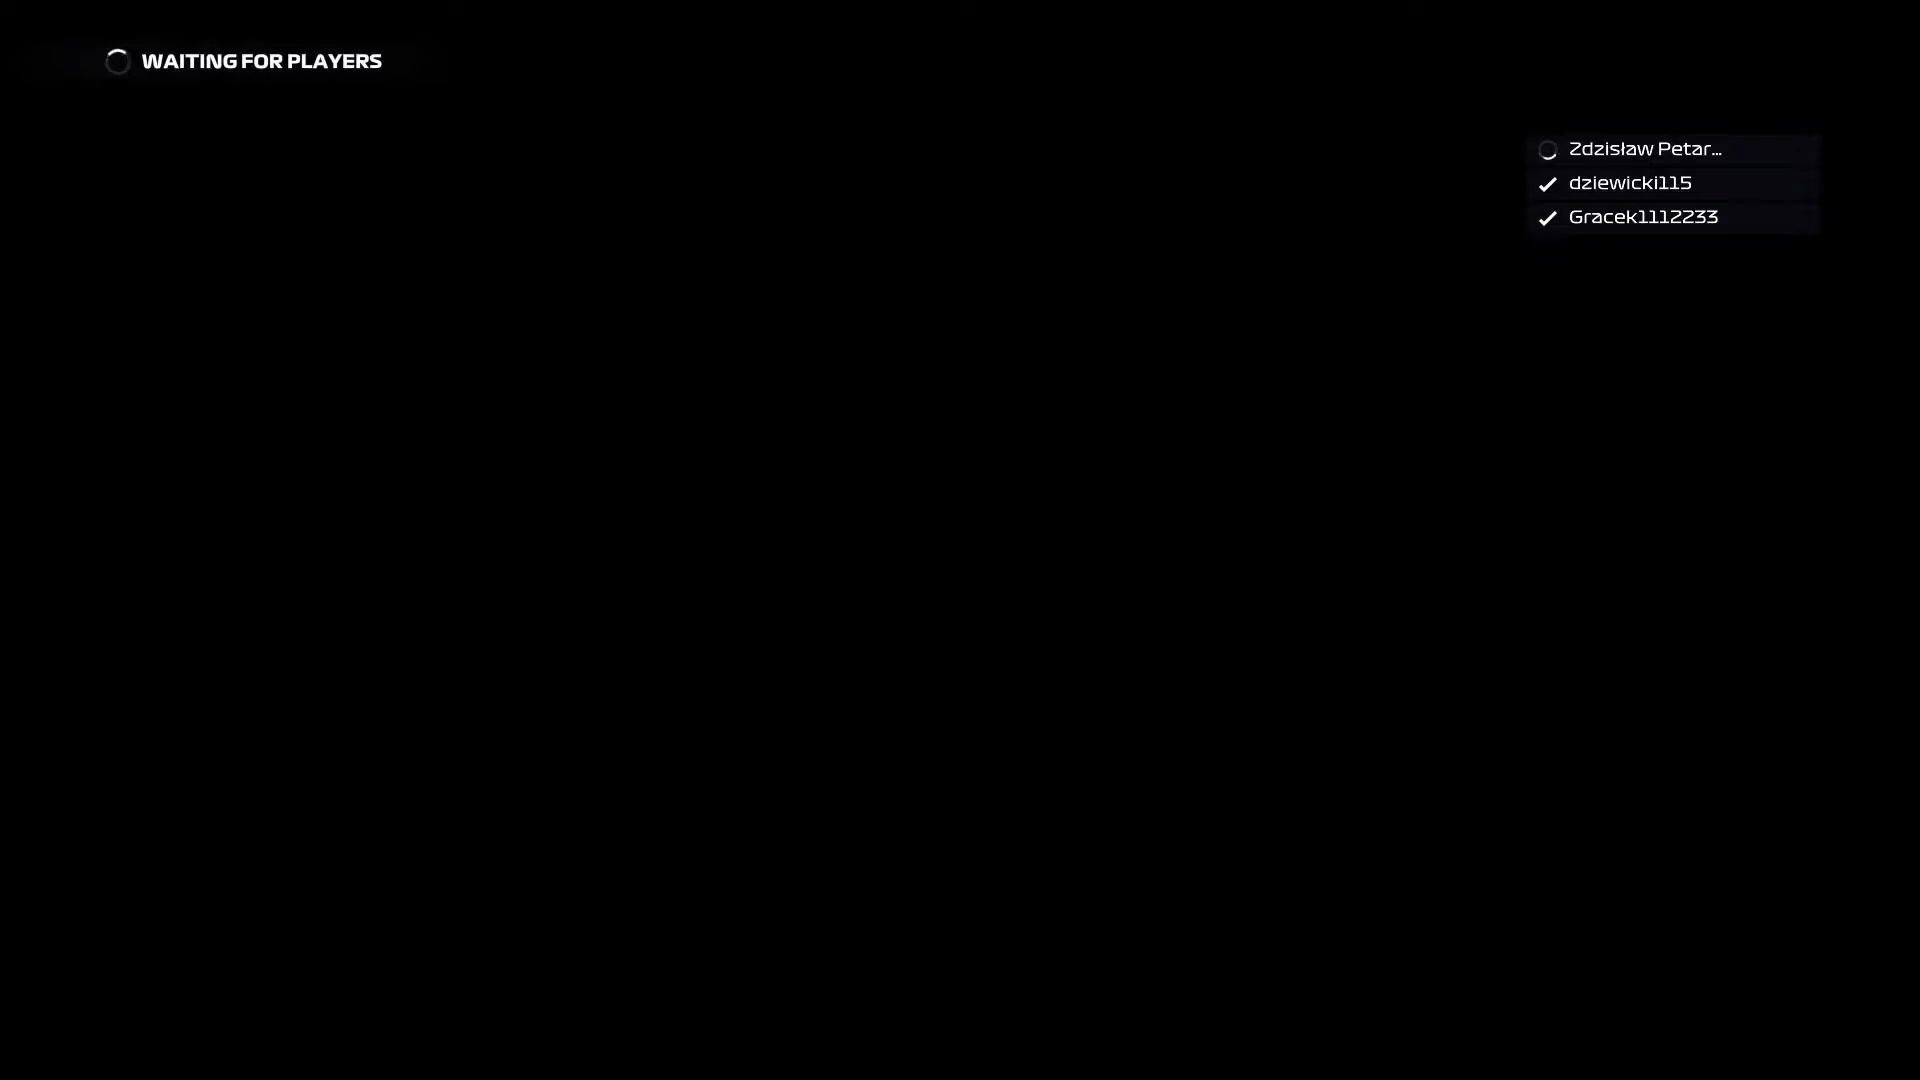 WAITING FOR PLAYERS
Zdzisław Petar...
dziewicki115
Gracek1112233